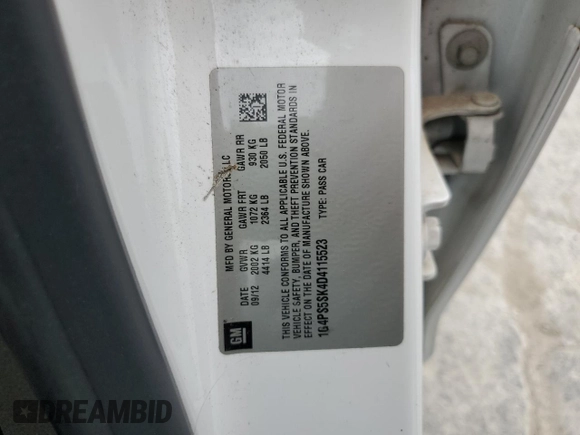 GM
MFD BY GENERAL MOTORS LLC
DATE GVWR GAWR FRT GAWR RR
09/12 2002 KG 1072 KG 930 KG
4414 LB 2364 LB 2050 LB
THIS VEHICLE CONFORMS TO ALL APPLICABLE U.S. FEDERAL MOTOR
VEHICLE SAFETY, BUMPER, AND THEFT PREVENTION STANDARDS IN
EFFECT ON THE DATE OF MANUFACTURE SHOWN ABOVE.
1G4PS5SK4D4115523 TYPE: PASS CAR
DREAMBID